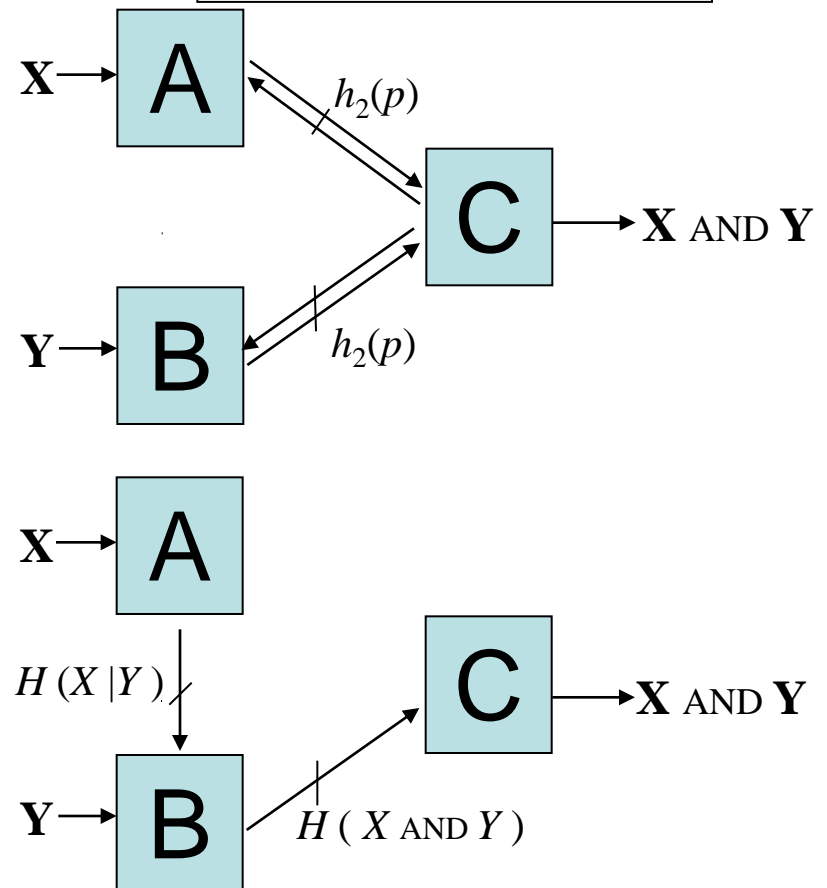 X
A
h₂(p)
C
X AND Y
Y
B
h₂(p)
X
A
H (X |Y )
C
X AND Y
Y
B
H ( X AND Y )